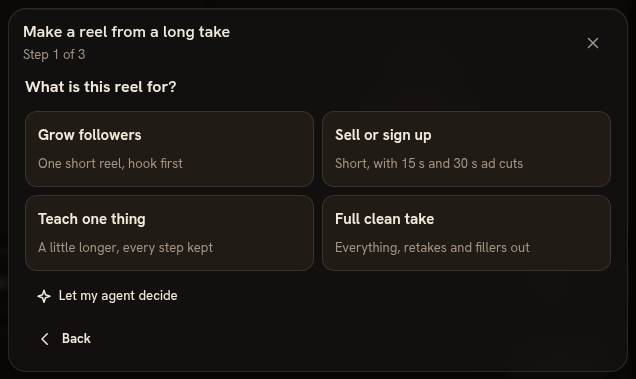 Make a reel from a long take
Step 1 of 3
What is this reel for?
Grow followers
One short reel, hook first
Sell or sign up
Short, with 15 s and 30 s ad cuts
Teach one thing
A little longer, every step kept
Full clean take
Everything, retakes and fillers out
Let my agent decide
Back